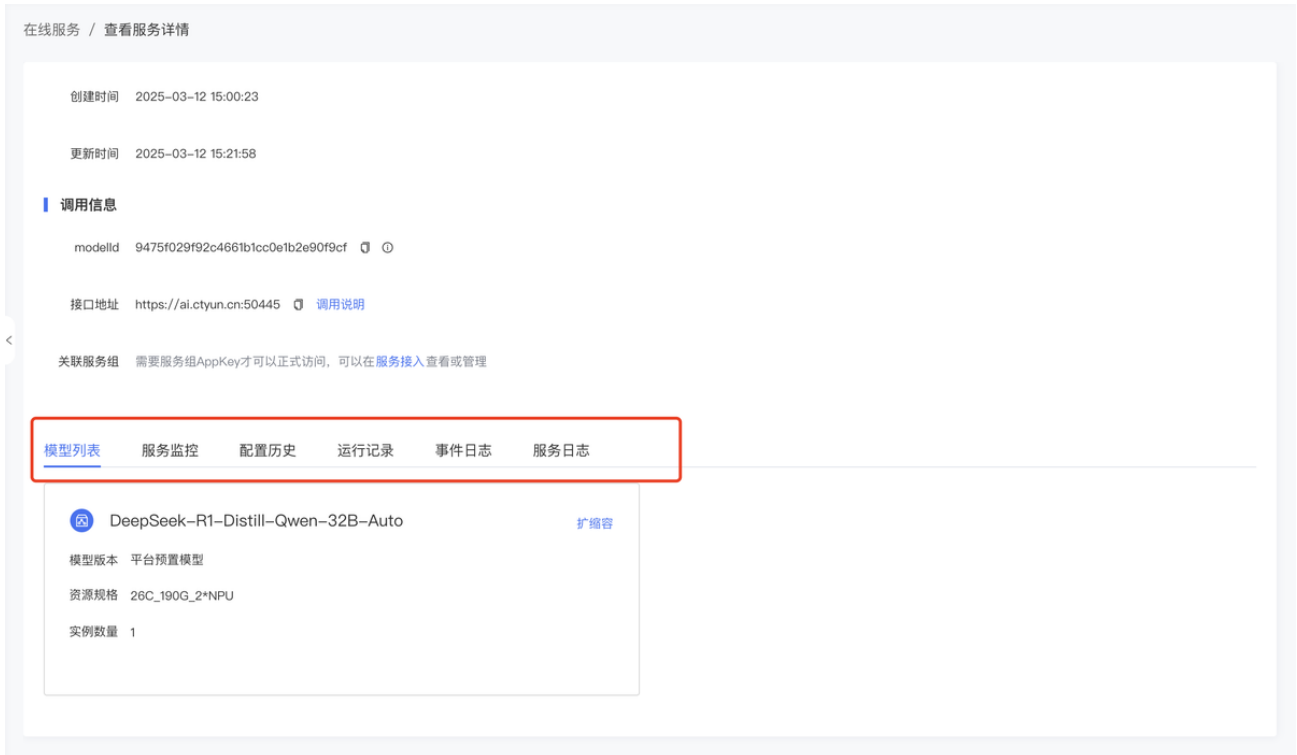 在线服务 / 查看服务详情
创建时间 2025-03-12 15:00:23
更新时间 2025-03-12 15:21:58
调用信息
modelId 9475f029f92c4661b1cc0e1b2e90f9cf
接口地址 https://ai.ctyun.cn:50445 调用说明
关联服务组 需要服务组AppKey才可以正式访问，可以在服务接入查看或管理
模型列表 服务监控 配置历史 运行记录 事件日志 服务日志
DeepSeek-R1-Distill-Qwen-32B-Auto 扩缩容
模型版本 平台预置模型
资源规格 26C_190G_2*NPU
实例数量 1